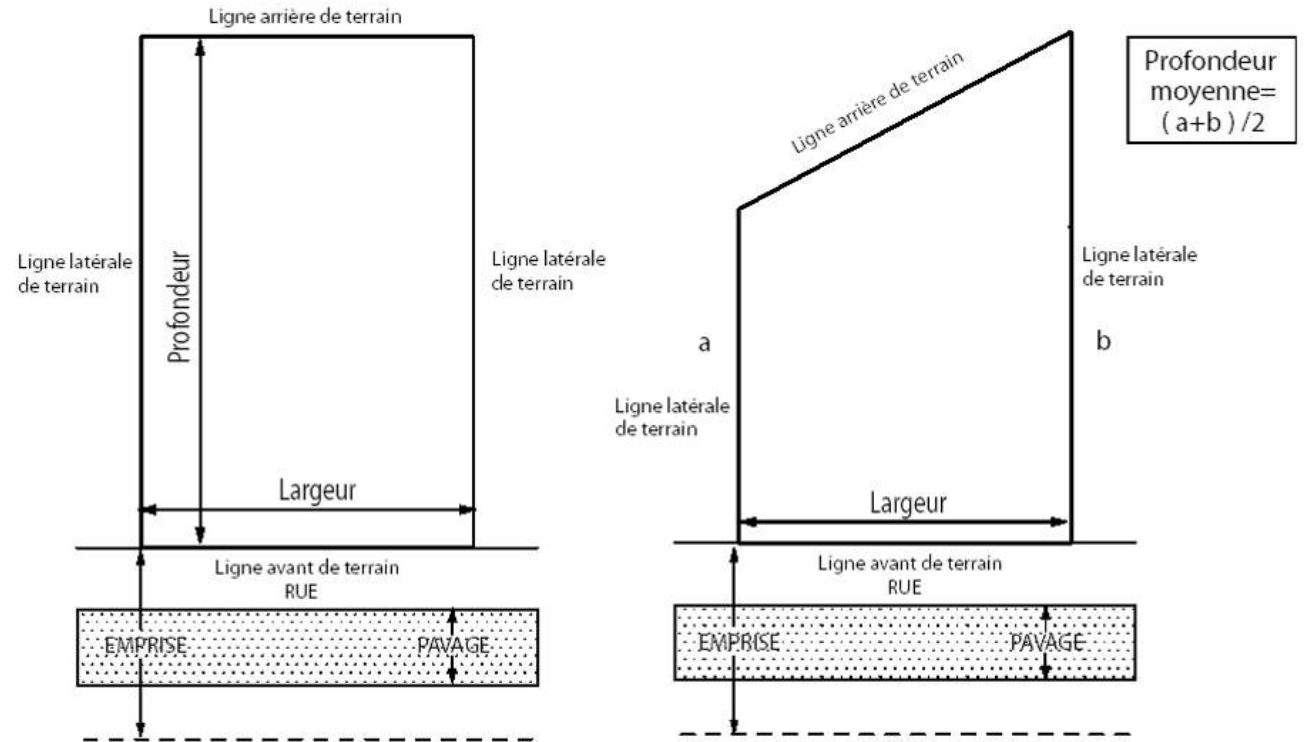 Ligne arrière de terrain
Ligne latérale
de terrain
Profondeur
Ligne latérale
de terrain
Largeur
Ligne avant de terrain
RUE
EMPRISE
PAVAGE
Ligne arrière de terrain
Profondeur
moyenne=
( a+b ) /2
Ligne latérale
de terrain
a
b
Ligne latérale
de terrain
Largeur
Ligne avant de terrain
RUE
EMPRISE
PAVAGE